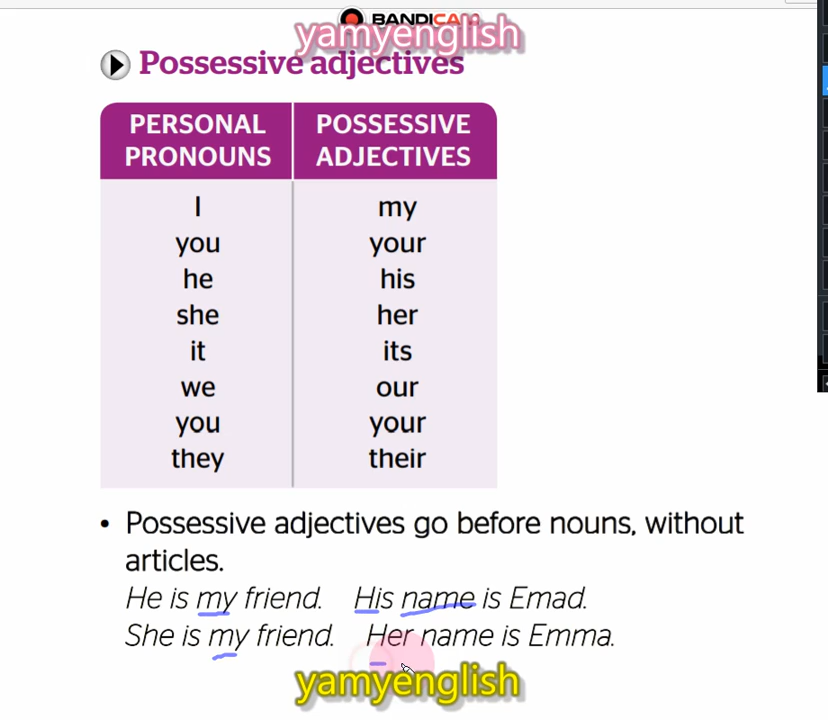 BANDICAM
yamyenglish
Possessive adjectives
PERSONAL PRONOUNS POSSESSIVE ADJECTIVES
I my
you your
he his
she her
it its
we our
you your
they their
• Possessive adjectives go before nouns, without
articles.
He is my friend. His name is Emad.
She is my friend. Her name is Emma.
yamyenglish